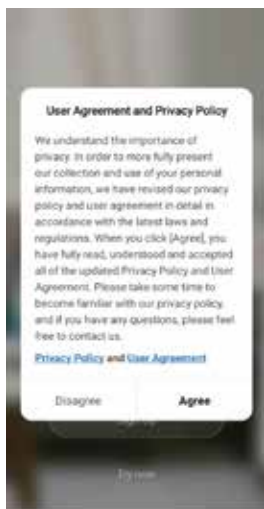 User Agreement and Privacy Policy
We understand the importance of
privacy. In order to more fully present
our collection and use of your personal
information, we have revised our privacy
policy and user agreement in detail in
accordance with the latest laws and
regulations. When you click [Agree], you
have fully read, understood and accepted
all of the updated Privacy Policy and User
Agreement. Please take some time to
become familiar with our privacy policy,
and if you have any questions, please feel
free to contact us.
Privacy Policy and User Agreement
Disagree Agree
Try now